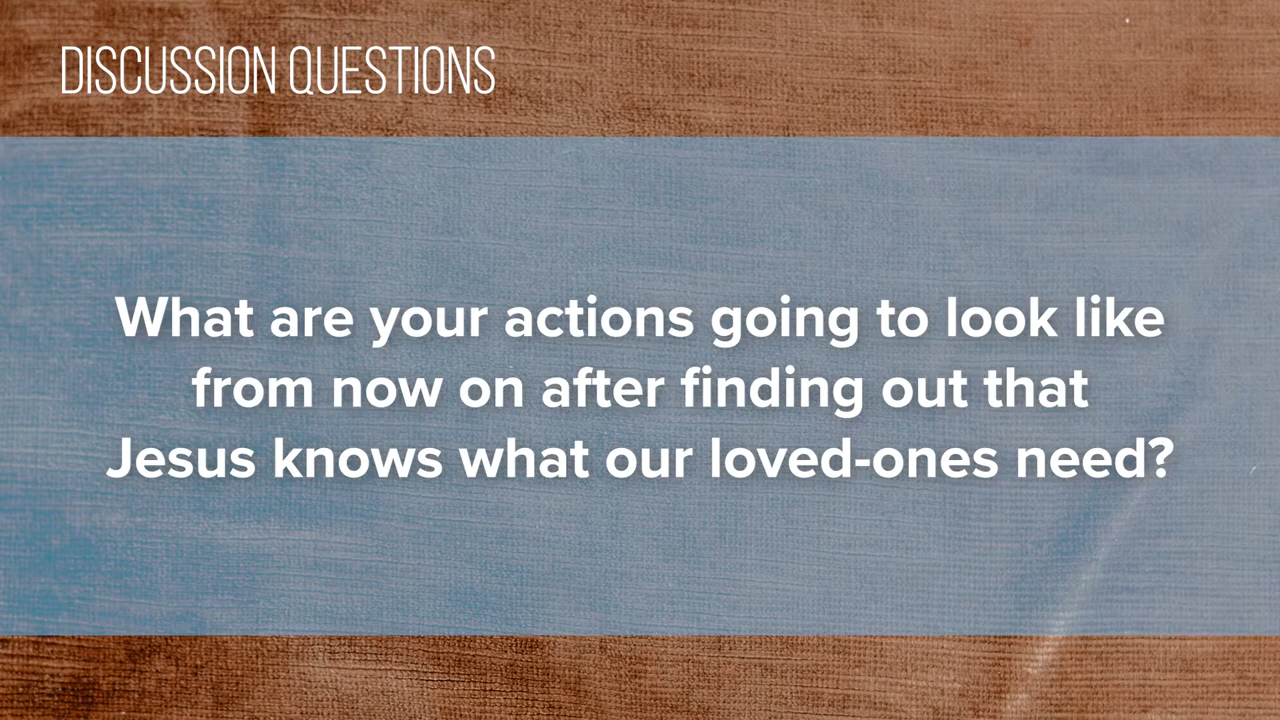 DISCUSSION QUESTIONS
What are your actions going to look like
from now on after finding out that
Jesus knows what our loved-ones need?